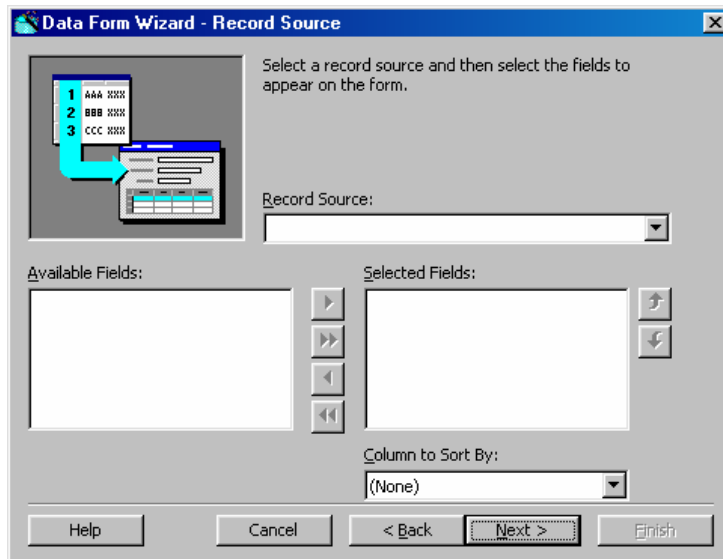 Data Form Wizard - Record Source
Select a record source and then select the fields to
appear on the form.
1 AAA XXX
2 BBB XXX
3 CCC XXX
Record Source:
Available Fields:
Selected Fields:
Column to Sort By:
(None)
Help
Cancel
< Back
Next >
Finish